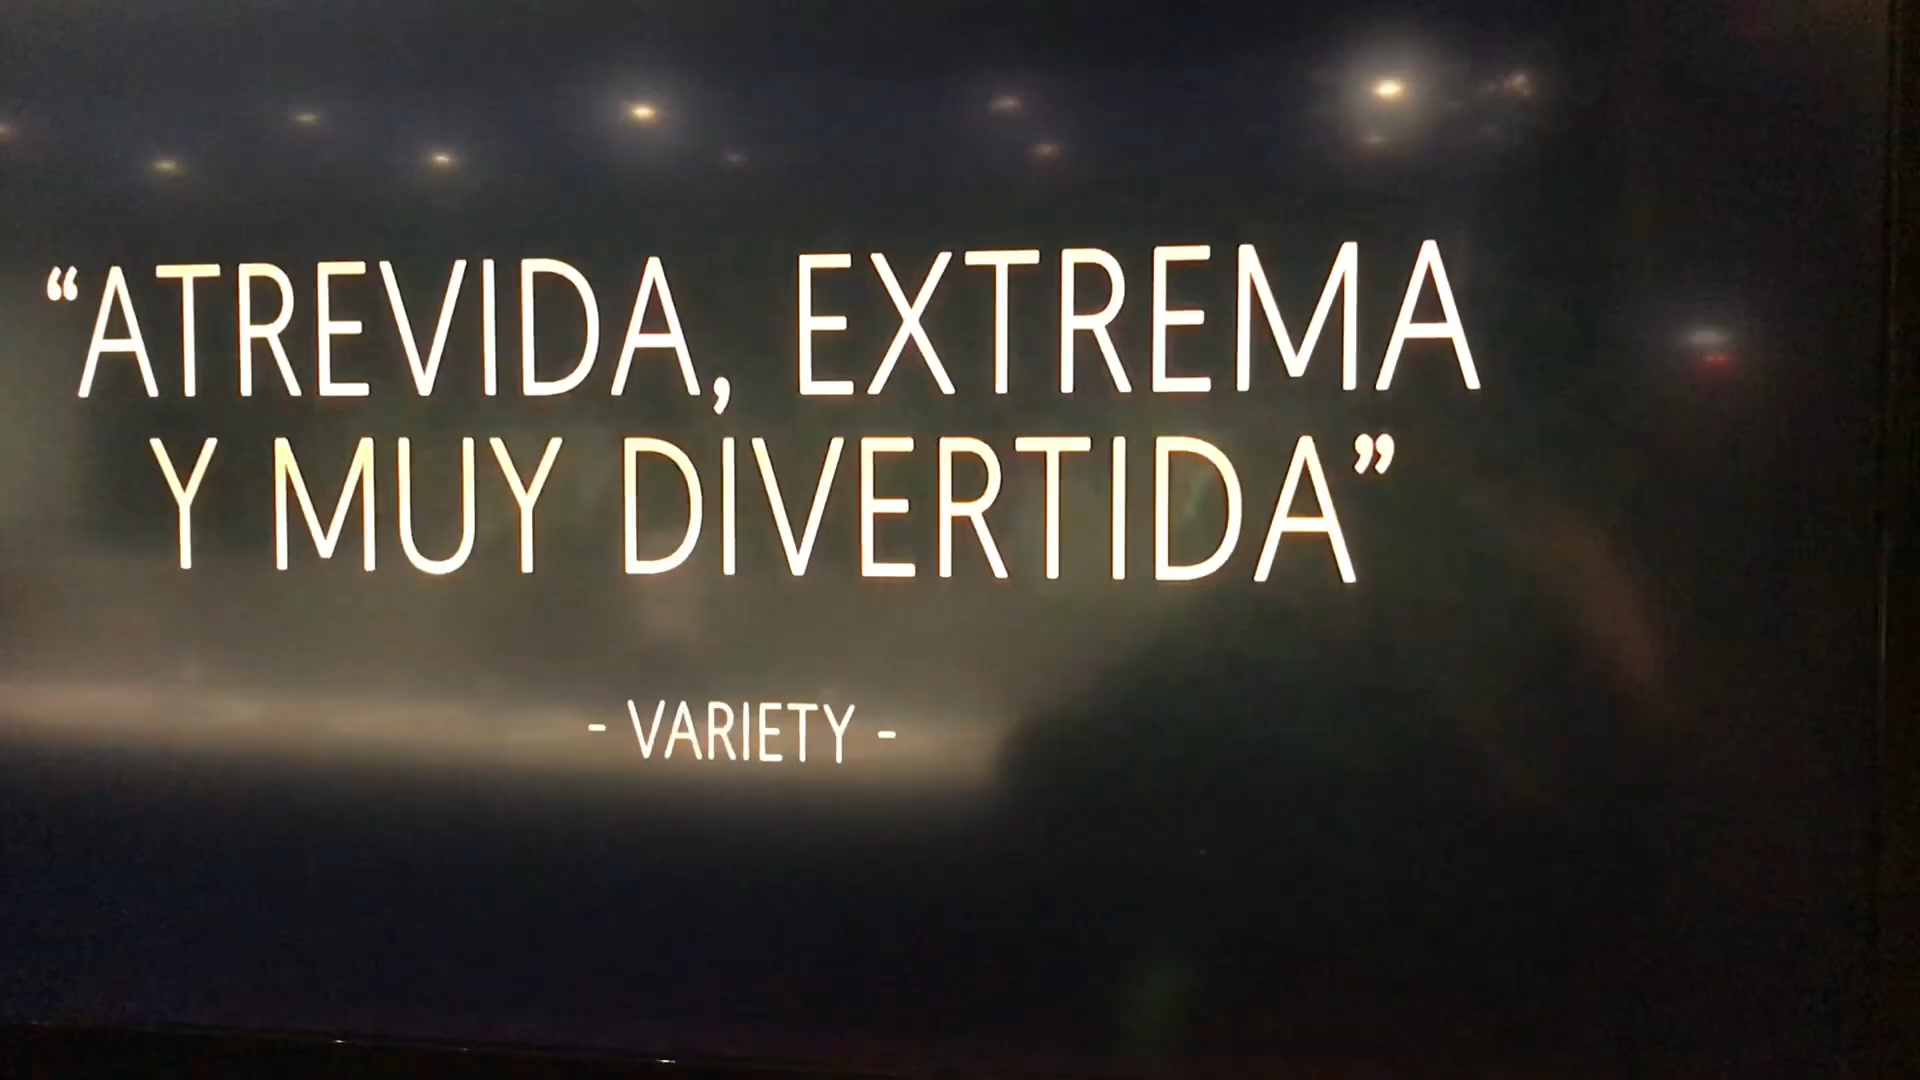 “ATREVIDA, EXTREMA
Y MUY DIVERTIDA”
- VARIETY -